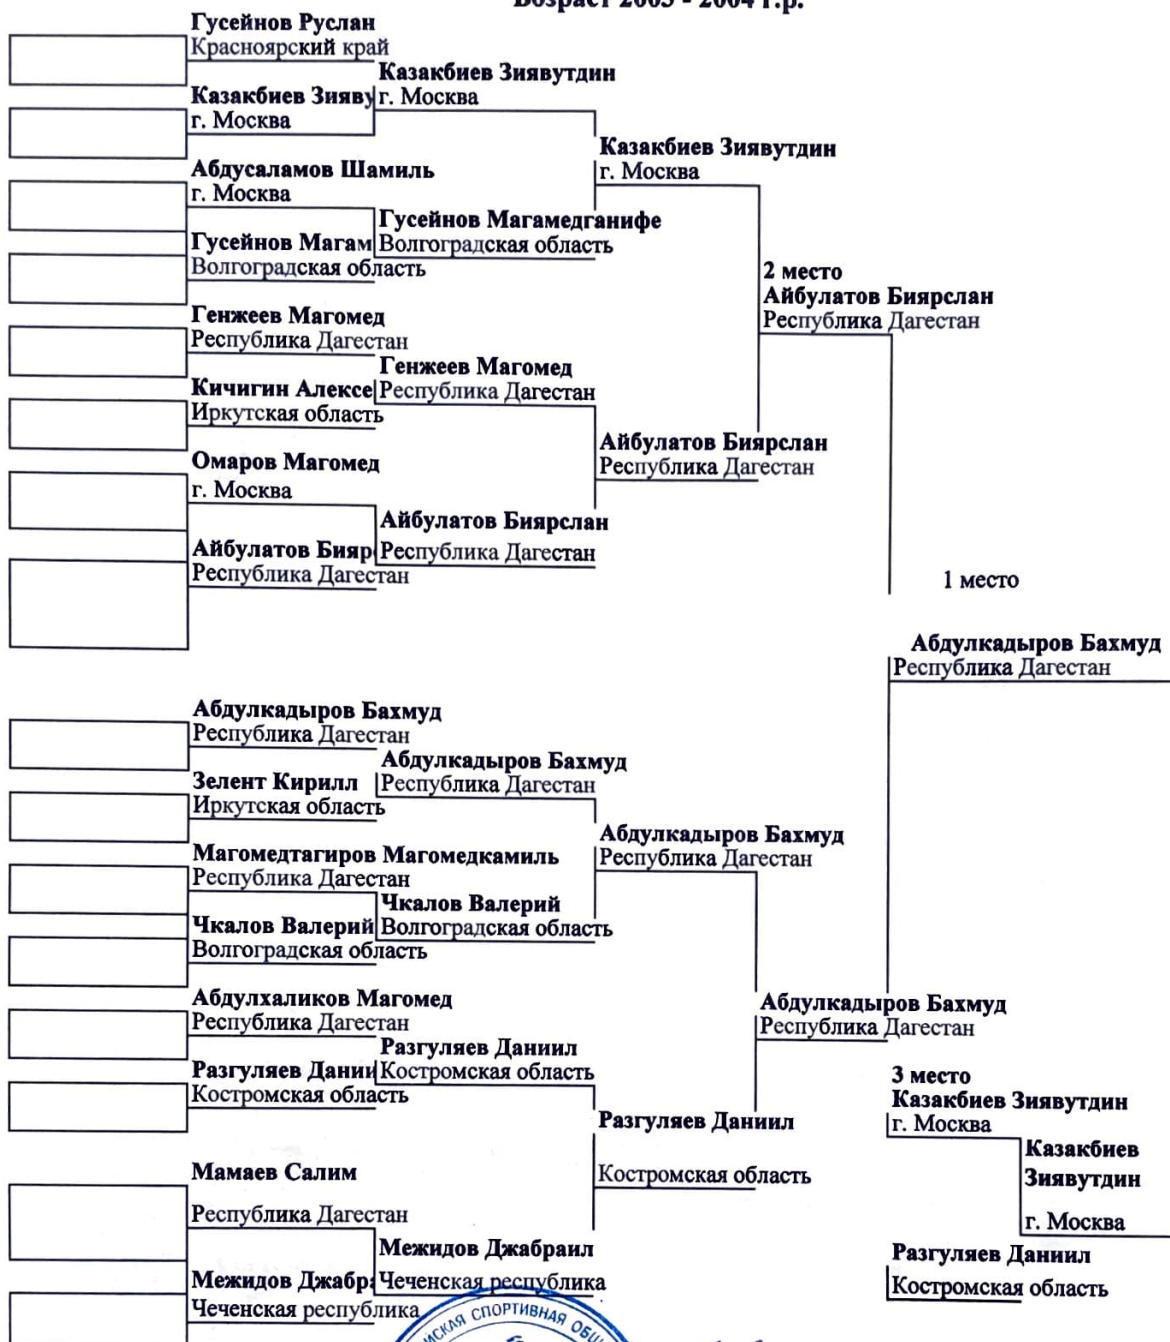 Возраст 2003 - 2004 г.р.
Гусейнов Руслан
Красноярский край
Казакбиев Зиявутдин
Казакбиев Зияву
г. Москва
г. Москва
Казакбиев Зиявутдин
г. Москва
Абдусаламов Шамиль
г. Москва
Гусейнов Магамедганифе
Гусейнов Магам
Волгоградская область
Волгоградская область
2 место
Айбулатов Биярслан
Республика Дагестан
Генжеев Магомед
Республика Дагестан
Генжеев Магомед
Кичигин Алексе
Республика Дагестан
Иркутская область
Айбулатов Биярслан
Республика Дагестан
Омаров Магомед
г. Москва
Айбулатов Биярслан
Айбулатов Бияр
Республика Дагестан
Республика Дагестан
1 место
Абдулкадыров Бахмуд
Республика Дагестан
Абдулкадыров Бахмуд
Республика Дагестан
Абдулкадыров Бахмуд
Зелент Кирилл
Республика Дагестан
Иркутская область
Абдулкадыров Бахмуд
Республика Дагестан
Магомедтагиров Магомедкамиль
Республика Дагестан
Чкалов Валерий
Чкалов Валерий
Волгоградская область
Волгоградская область
Абдулхаликов Магомед
Республика Дагестан
Абдулкадыров Бахмуд
Республика Дагестан
Разгуляев Даниил
Разгуляев Дании
Костромская область
Костромская область
3 место
Казакбиев Зиявутдин
г. Москва
Разгуляев Даниил
Костромская область
Казакбиев
Зиявутдин
г. Москва
Мамаев Салим
Республика Дагестан
Межидов Джабраил
Межидов Джабра
Чеченская республика
Чеченская республика
Разгуляев Даниил
Костромская область
СПОРТИВНАЯ